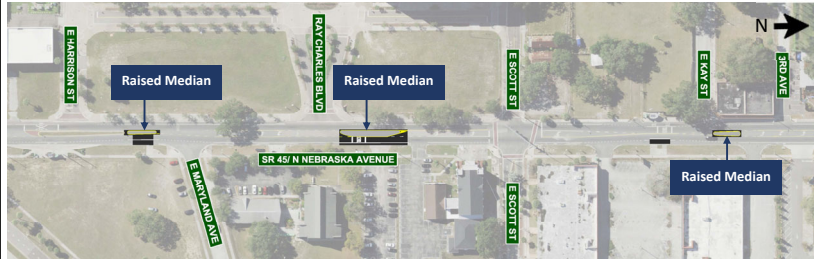 E HARRISON ST
RAY CHARLES BLVD
E SCOTT ST
E KAY ST
3RD AVE
N
Raised Median
Raised Median
SR 45/ N NEBRASKA AVENUE
E MARYLAND AVE
E SCOTT ST
Raised Median